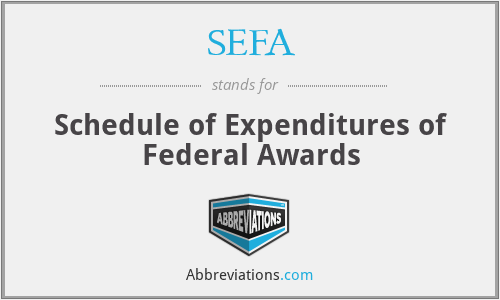 SEFA
stands for
Schedule of Expenditures of
Federal Awards
ABBREVIATIONS
Abbreviations.com